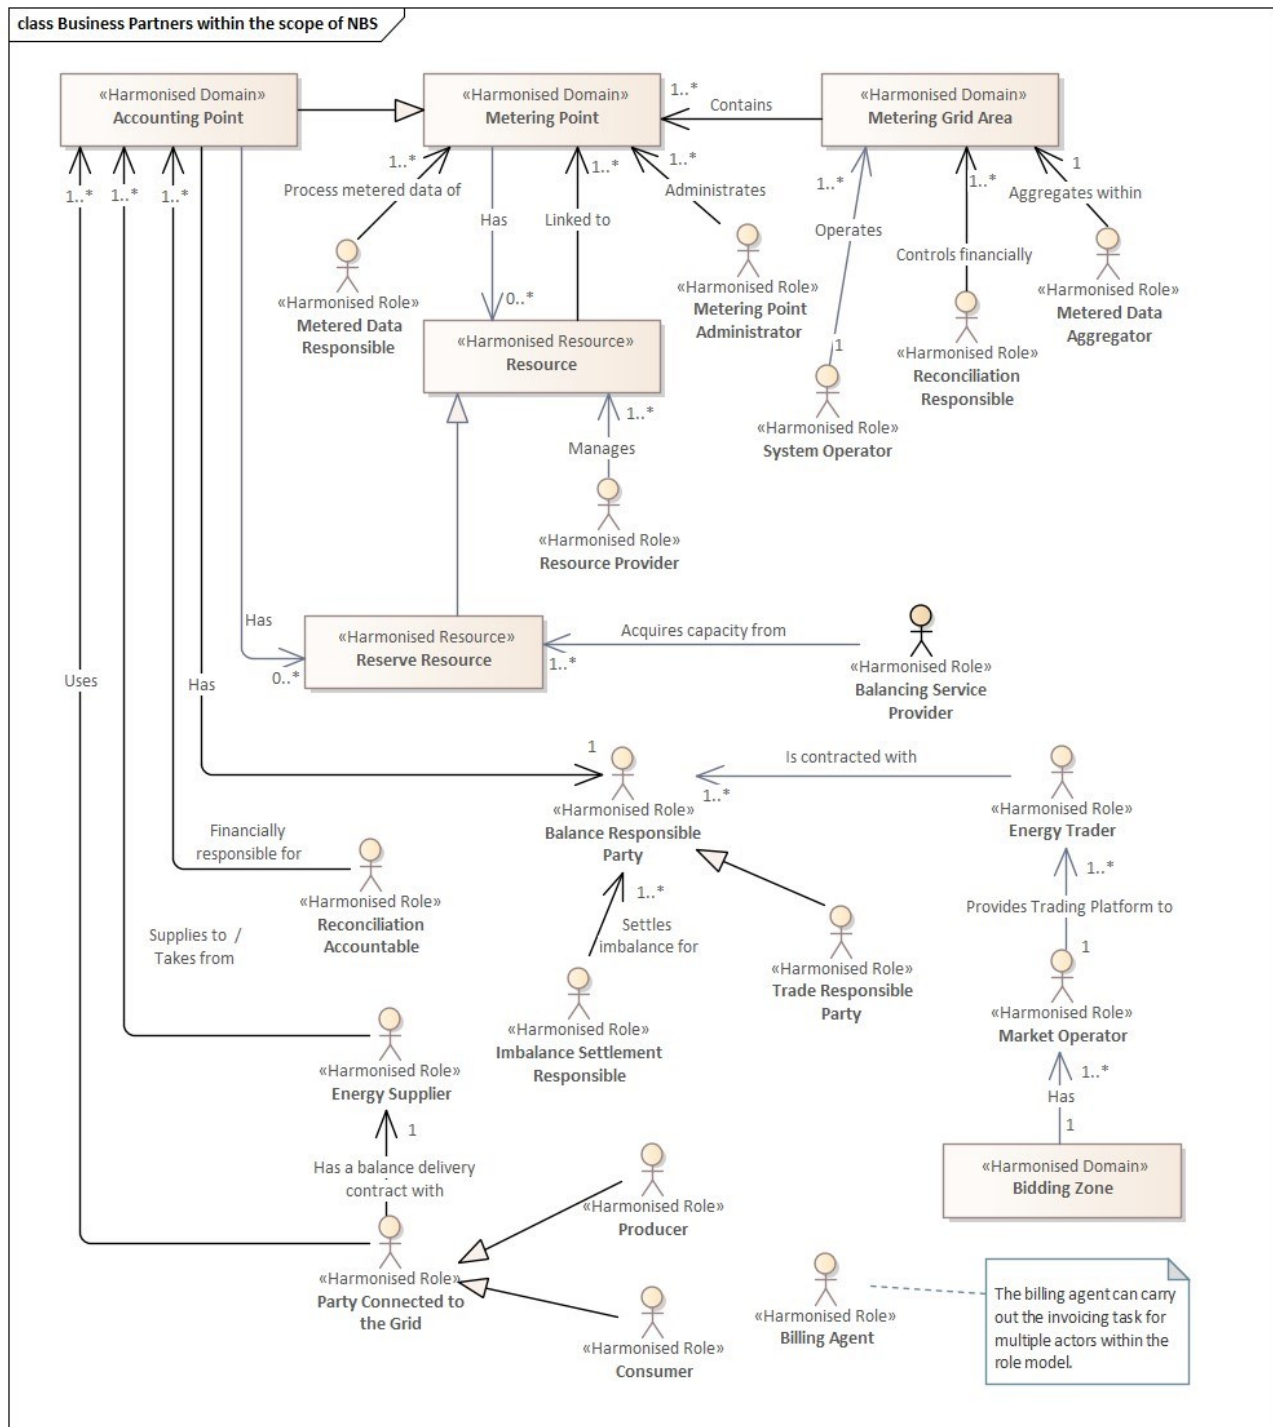 class Business Partners within the scope of NBS
«Harmonised Domain»
Accounting Point
«Harmonised Domain»
Metering Point
1..*
Contains
«Harmonised Domain»
Metering Grid Area
1..*
1..*
1..*
1..*
Process metered data of
Has
1..*
Linked to
1..*
Administrates
1..*
Operates
1..*
Controls financially
1
Aggregates within
«Harmonised Role»
Metered Data
Responsible
0..*
«Harmonised Role»
Metering Point
Administrator
«Harmonised Role»
Metered Data
Aggregator
«Harmonised Resource»
Resource
1
«Harmonised Role»
Reconciliation
Responsible
«Harmonised Role»
System Operator
1..*
Manages
«Harmonised Role»
Resource Provider
Has
0..*
«Harmonised Resource»
Reserve Resource
Acquires capacity from
1..*
«Harmonised Role»
Balancing Service
Provider
Uses
Has
1
Is contracted with
1..*
«Harmonised Role»
Balance Responsible
Party
«Harmonised Role»
Energy Trader
Financially
responsible for
«Harmonised Role»
Reconciliation
Accountable
1..*
Settles
imbalance for
1..*
Provides Trading Platform to
1
Supplies to /
Takes from
«Harmonised Role»
Trade Responsible
Party
«Harmonised Role»
Market Operator
«Harmonised Role»
Imbalance Settlement
Responsible
«Harmonised Role»
Energy Supplier
1..*
Has
1
1
Has a balance delivery
contract with
«Harmonised Domain»
Bidding Zone
«Harmonised Role»
Producer
«Harmonised Role»
Party Connected to
the Grid
«Harmonised Role»
Consumer
«Harmonised Role»
Billing Agent
The billing agent can carry
out the invoicing task for
multiple actors within the
role model.